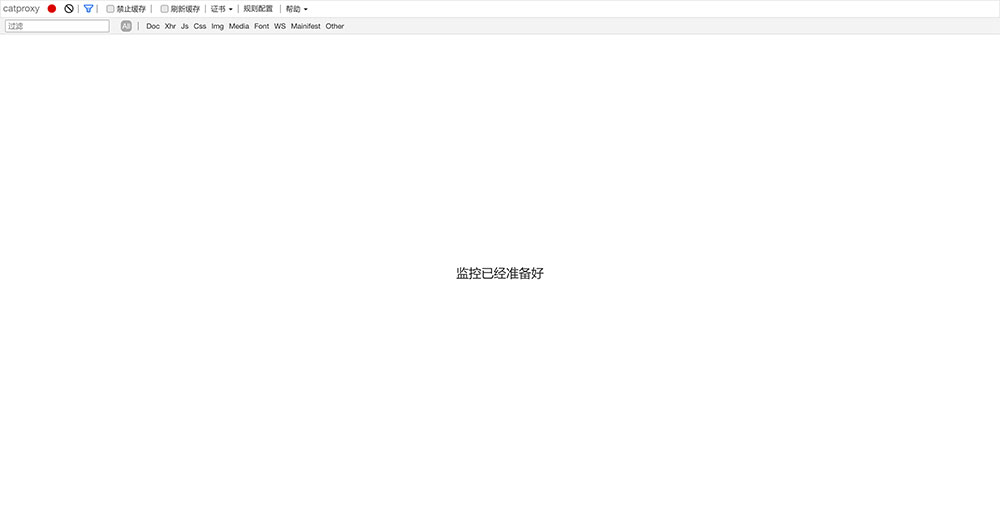 catproxy 禁止缓存 刷新缓存 证书 规则配置 帮助
过滤 All Doc Xhr Js Css Img Media Font WS Mainifest Other
监控已经准备好